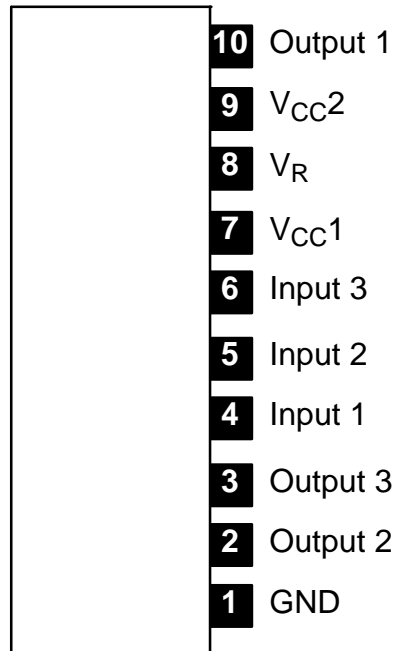 10 Output 1
9 VCC2
8 VR
7 VCC1
6 Input 3
5 Input 2
4 Input 1
3 Output 3
2 Output 2
1 GND